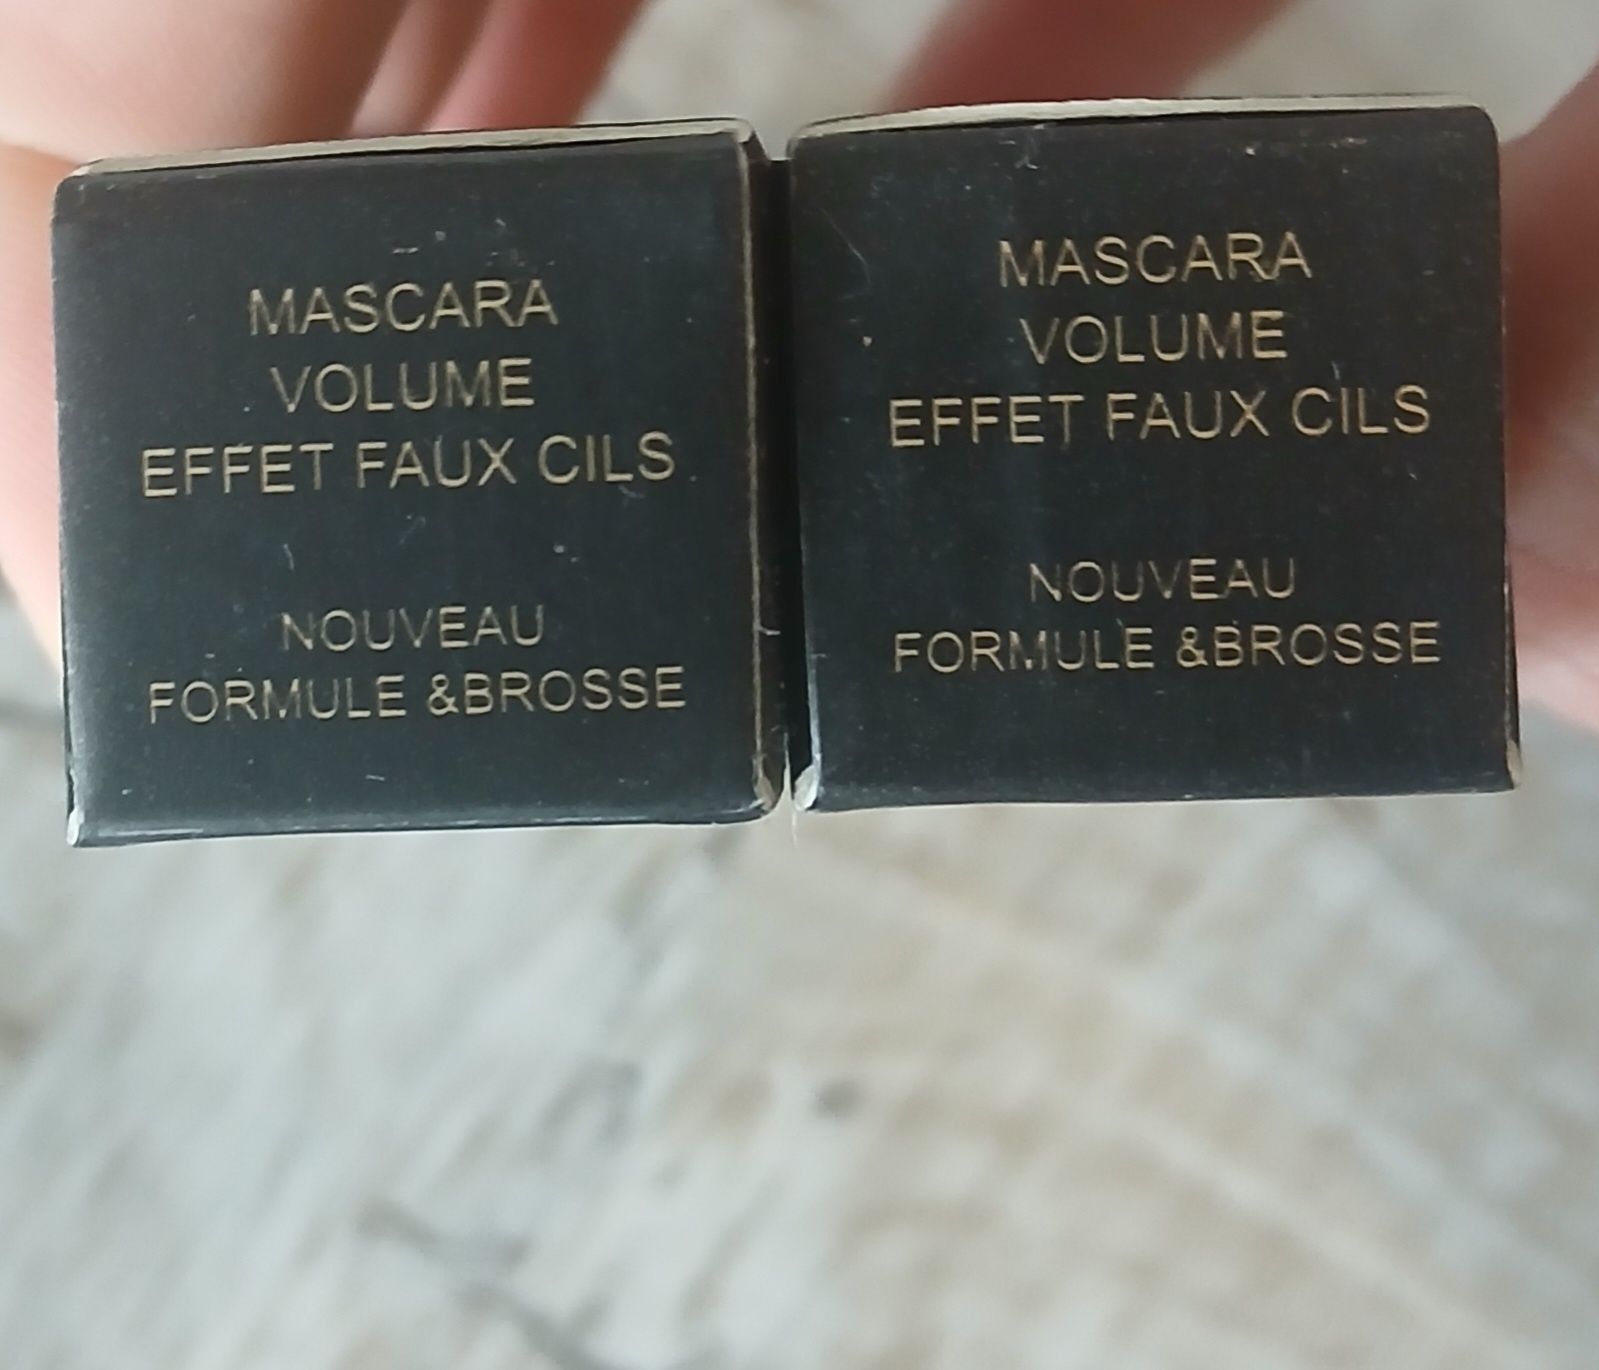 MASCARA
VOLUME
EFFET FAUX CILS
NOUVEAU
FORMULE &BROSSE
MASCARA
VOLUME
EFFET FAUX CILS
NOUVEAU
FORMULE &BROSSE